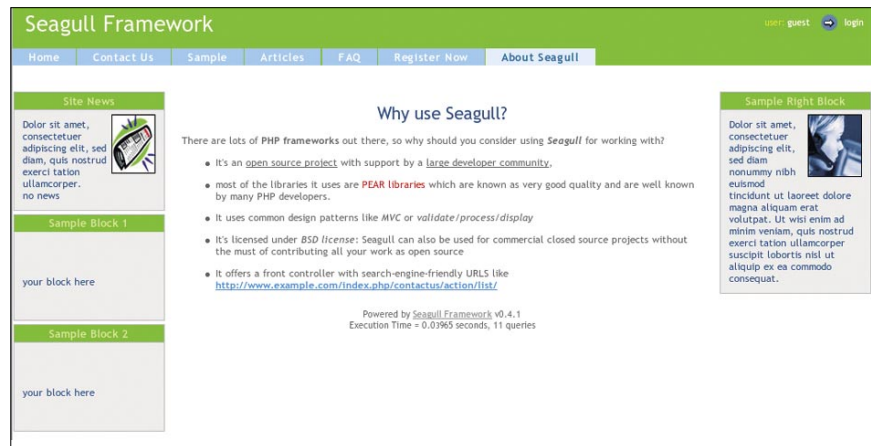 Seagull Framework
user: guest login
Home Contact Us Sample Articles FAQ Register Now About Seagull
Site News
Dolor sit amet,
consectetuer
adipiscing elit, sed
diam, quis nostrud
exerci tation
ullamcorper.
no news
Sample Block 1
your block here
Sample Block 2
your block here
Why use Seagull?
There are lots of PHP frameworks out there, so why should you consider using Seagull for working with?
It's an open source project with support by a large developer community,
most of the libraries it uses are PEAR libraries which are known as very good quality and are well known
by many PHP developers.
It uses common design patterns like MVC or validate/process/display
It's licensed under BSD license: Seagull can also be used for commercial closed source projects without
the must of contributing all your work as open source
It offers a front controller with search-engine-friendly URLS like
http://www.example.com/index.php/contactus/action/list/
Powered by Seagull Framework v0.4.1
Execution Time = 0.03965 seconds, 11 queries
Sample Right Block
Dolor sit amet,
consectetuer
adipiscing elit,
sed diam
nonummy nibh
euismod
tincidunt ut laoreet dolore
magna aliquam erat
volutpat. Ut wisi enim ad
minim veniam, quis nostrud
exerci tation ullamcorper
suscipit lobortis nisl ut
aliquip ex ea commodo
consequat.